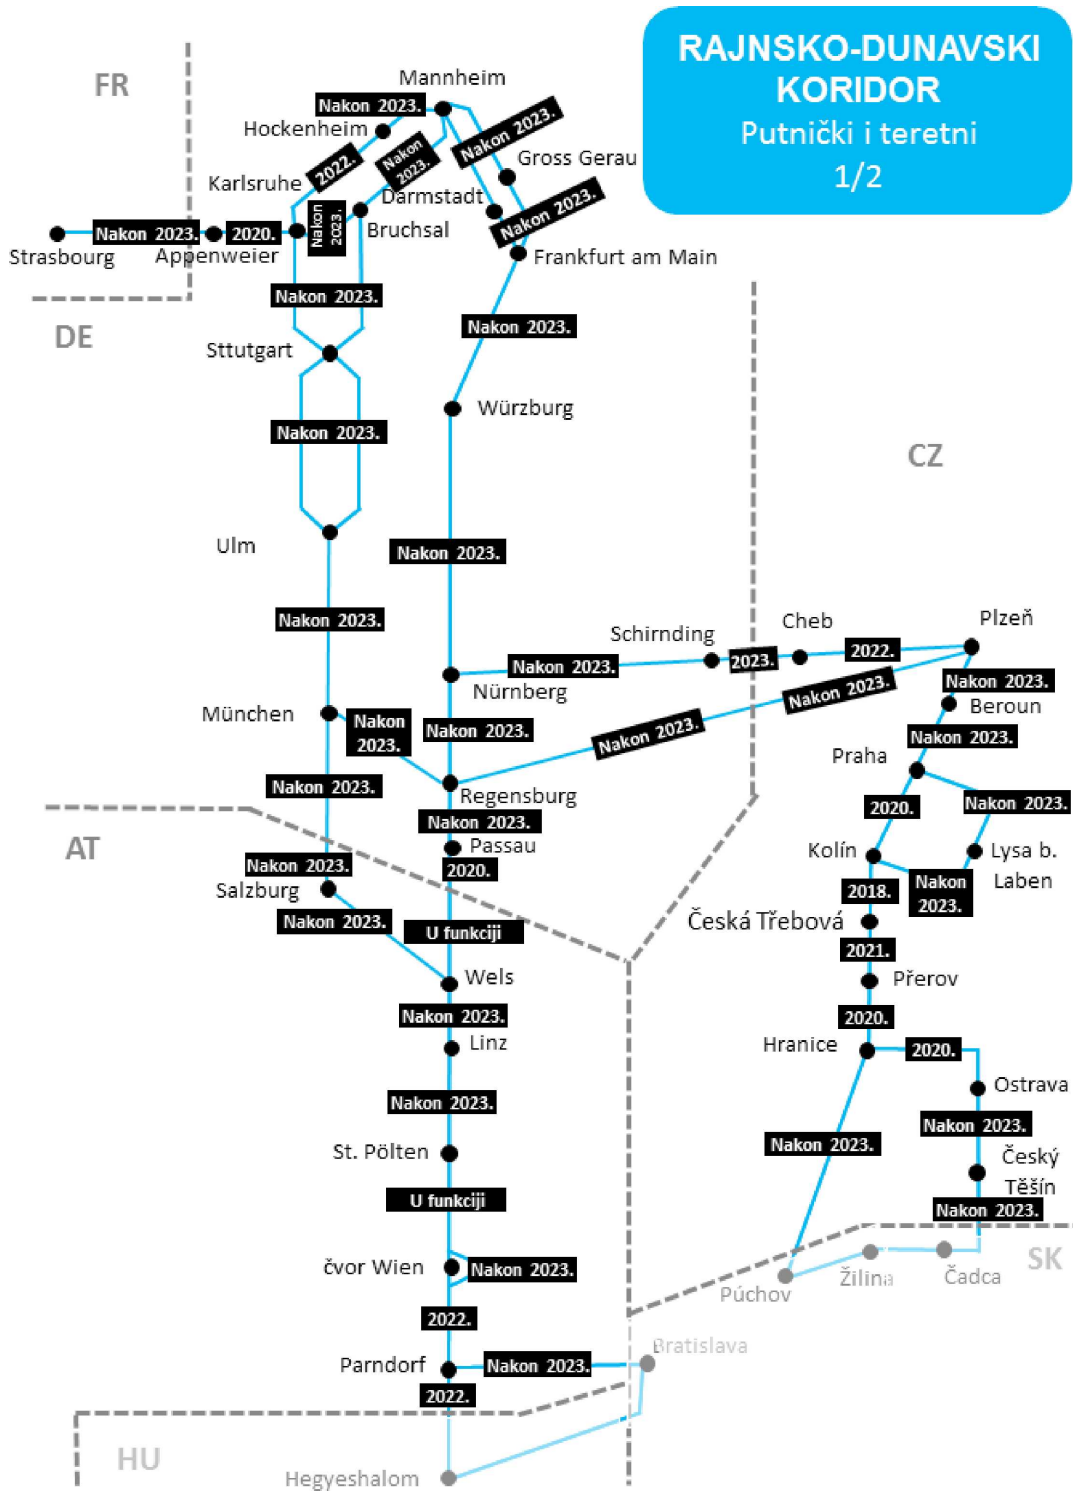 RAJNSKO-DUNAVSKI
KORIDOR
Putnički i teretni
1/2
FR
Mannheim
Nakon 2023.
Hockenheim
Nakon 2023.
Nakon
2023.
Gross Gerau
2022.
Karlsruhe
Darmstadt
Nakon 2023.
Nakon
2023.
Bruchsal
Nakon 2023.
2020.
Strasbourg
Appenweier
Frankfurt am Main
DE
Nakon 2023.
Nakon 2023.
Sttutgart
Würzburg
Nakon 2023.
CZ
Ulm
Nakon 2023.
Nakon 2023.
Schirnding
Cheb
Plzeň
Nakon 2023.
2023.
2022.
Nürnberg
Nakon 2023.
Nakon 2023.
Beroun
München
Nakon
2023.
Nakon 2023.
Nakon 2023.
Nakon 2023.
Praha
Nakon 2023.
Regensburg
2020.
Nakon 2023.
Nakon 2023.
AT
Passau
Kolín
Lysa b.
Laben
Nakon 2023.
2020.
Salzburg
2018.
Nakon
2023.
Nakon 2023.
U funkciji
Česká Třebová
2021.
Wels
Přerov
Nakon 2023.
2020.
Linz
Hranice
2020.
Ostrava
Nakon 2023.
Nakon 2023.
St. Pölten
Nakon 2023.
Český
Těšín
U funkciji
Nakon 2023.
čvor Wien
Nakon 2023.
SK
Žilina
Čadca
Púchov
2022.
Bratislava
Parndorf
Nakon 2023.
2022.
HU
Hegyeshalom